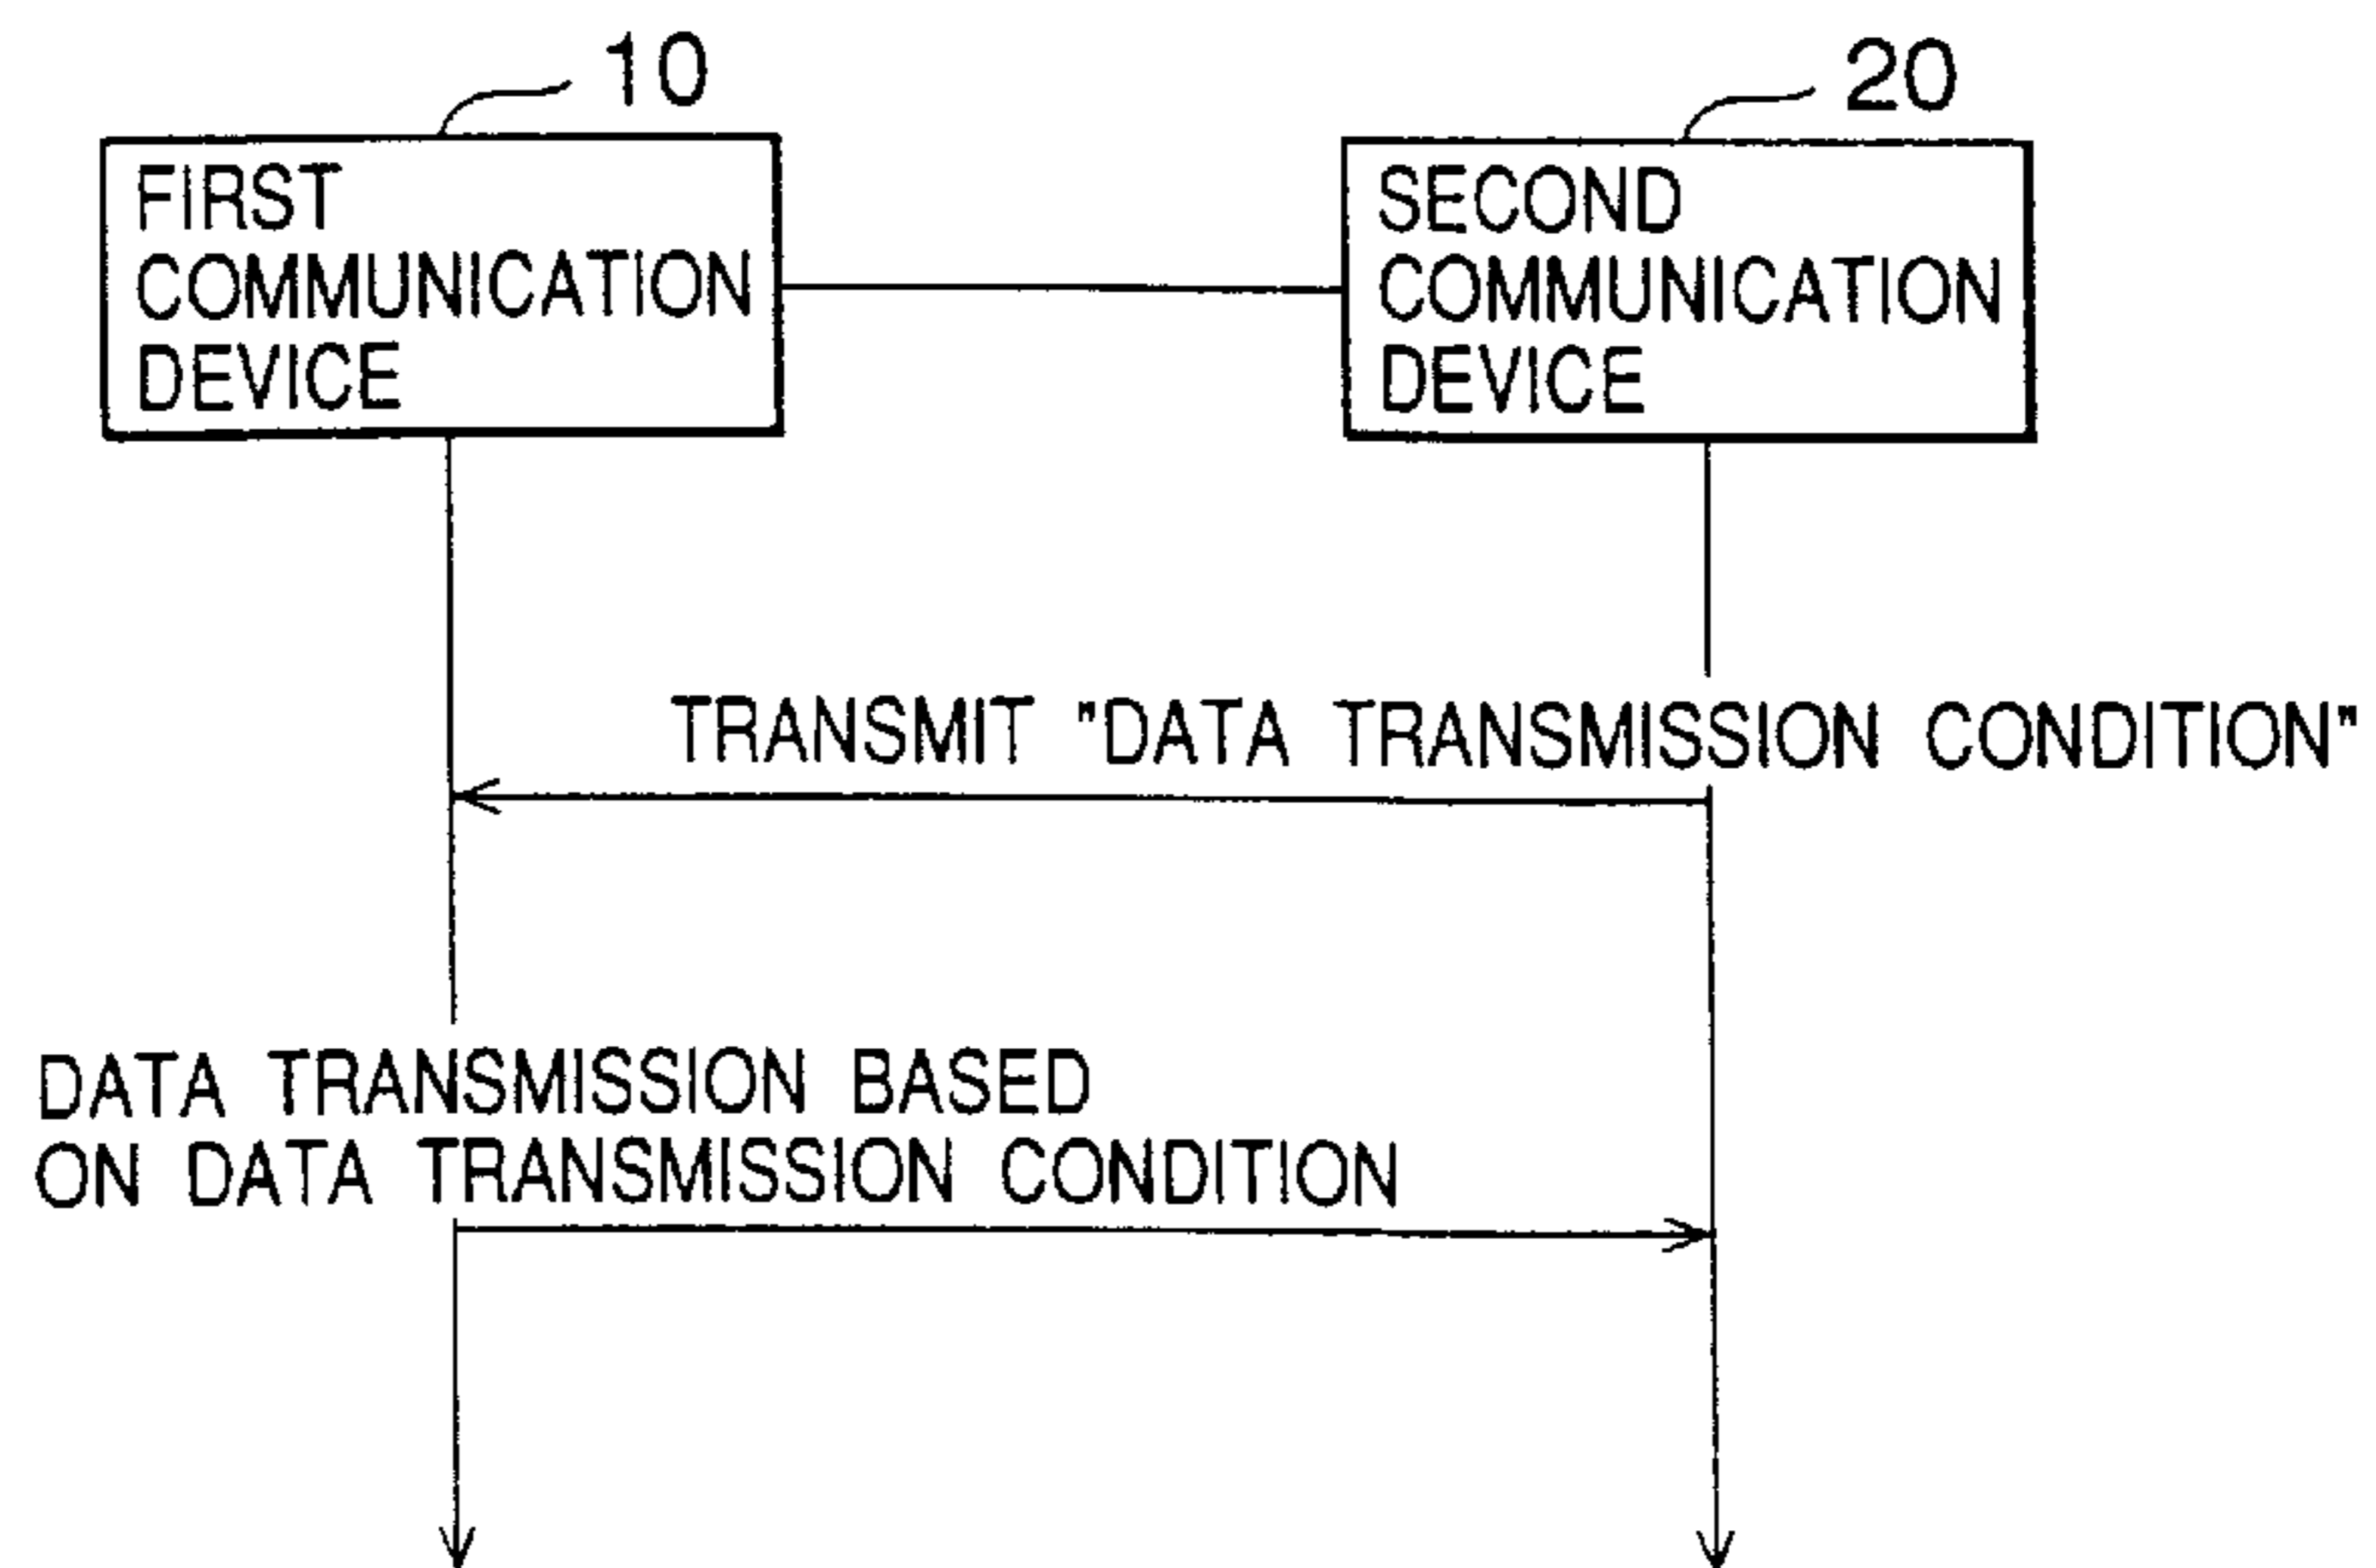 10
20
FIRST
COMMUNICATION
DEVICE
SECOND
COMMUNICATION
DEVICE
TRANSMIT "DATA TRANSMISSION CONDITION"
DATA TRANSMISSION BASED
ON DATA TRANSMISSION CONDITION